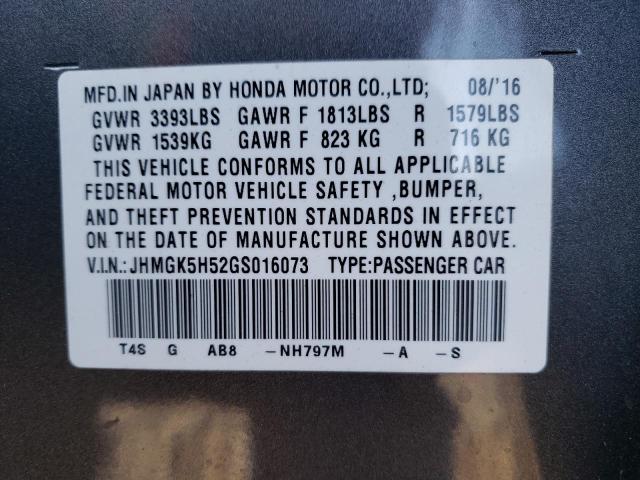 MFD.IN JAPAN BY HONDA MOTOR CO.,LTD; 08/'16
GVWR 3393LBS GAWR F 1813LBS R 1579LBS
GVWR 1539KG GAWR F 823 KG R 716 KG
THIS VEHICLE CONFORMS TO ALL APPLICABLE
FEDERAL MOTOR VEHICLE SAFETY ,BUMPER,
AND THEFT PREVENTION STANDARDS IN EFFECT
ON THE DATE OF MANUFACTURE SHOWN ABOVE.
V.I.N.:JHMGK5H52GS016073 TYPE:PASSENGER CAR
T4S G AB8 -NH797M -A -S